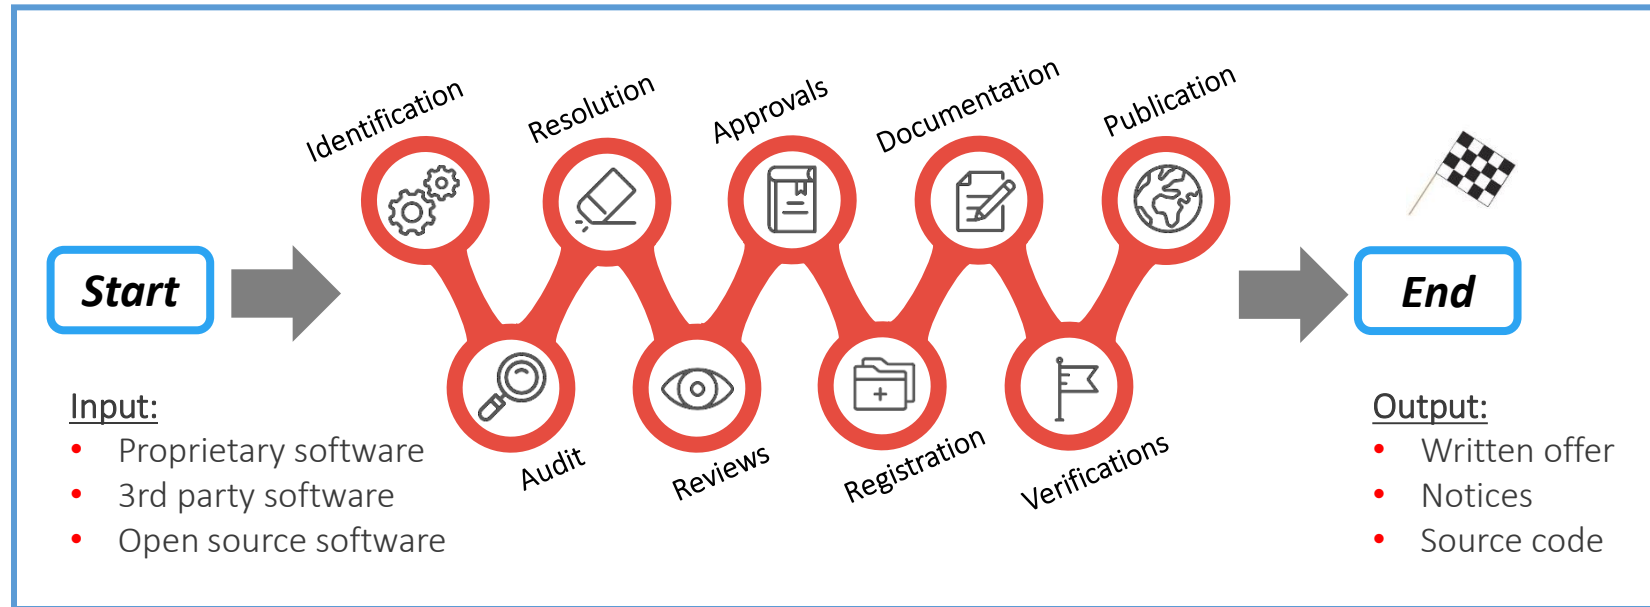 Identification
Resolution
Approvals
Documentation
Publication
Start
End
Input:
• Proprietary software
• 3rd party software
• Open source software
Audit
Reviews
Registration
Verifications
Output:
• Written offer
• Notices
• Source code